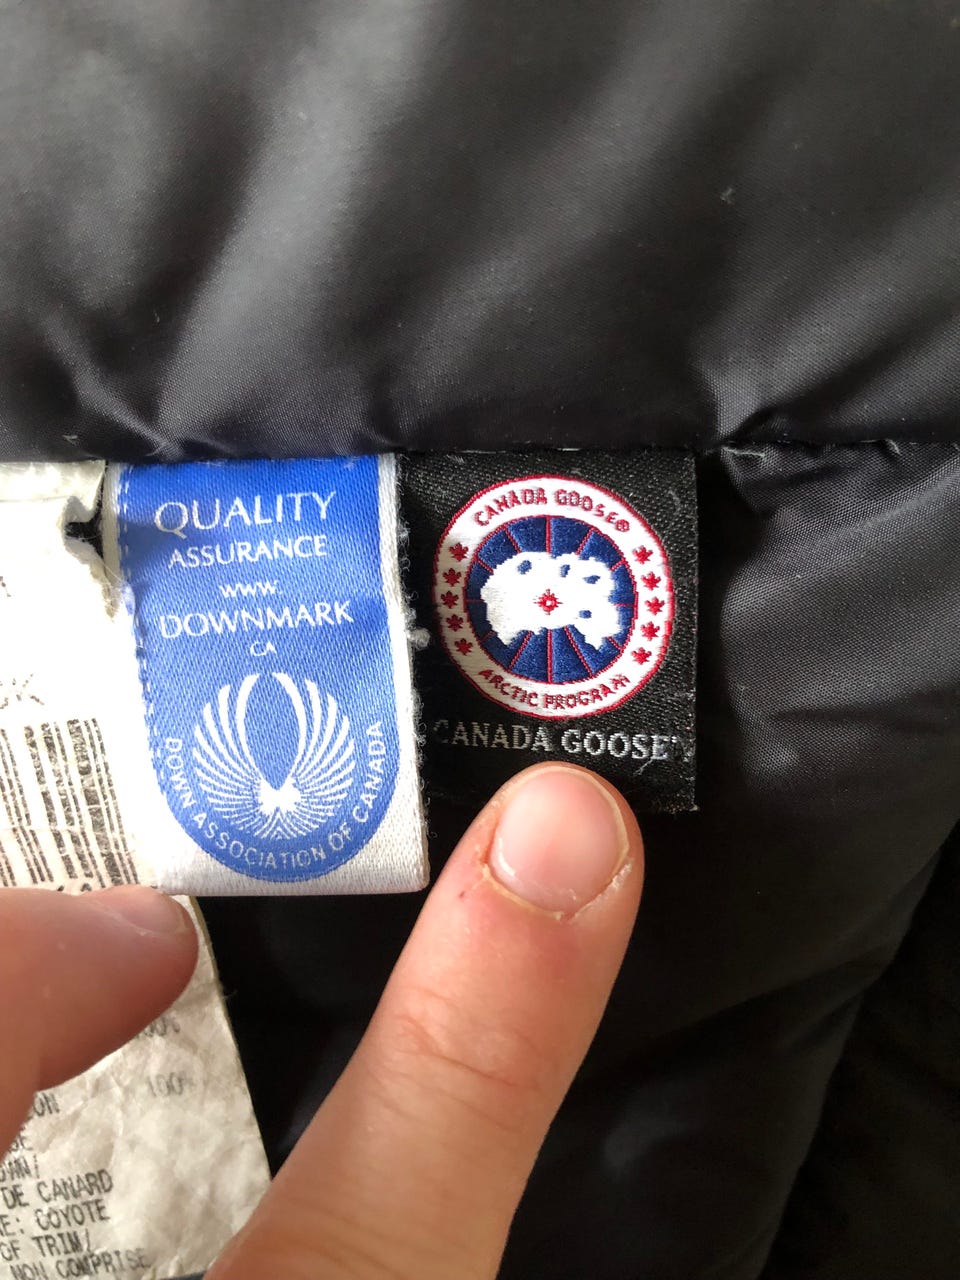 QUALITY
ASSURANCE
www.
DOWNMARK
CA
DOWN ASSOCIATION OF CANADA
CANADA GOOSE®
ARCTIC PROGRAM
CANADA GOOSE
100%
DE CANARD
COYOTE
OF TRIM/
NON COMPRISE